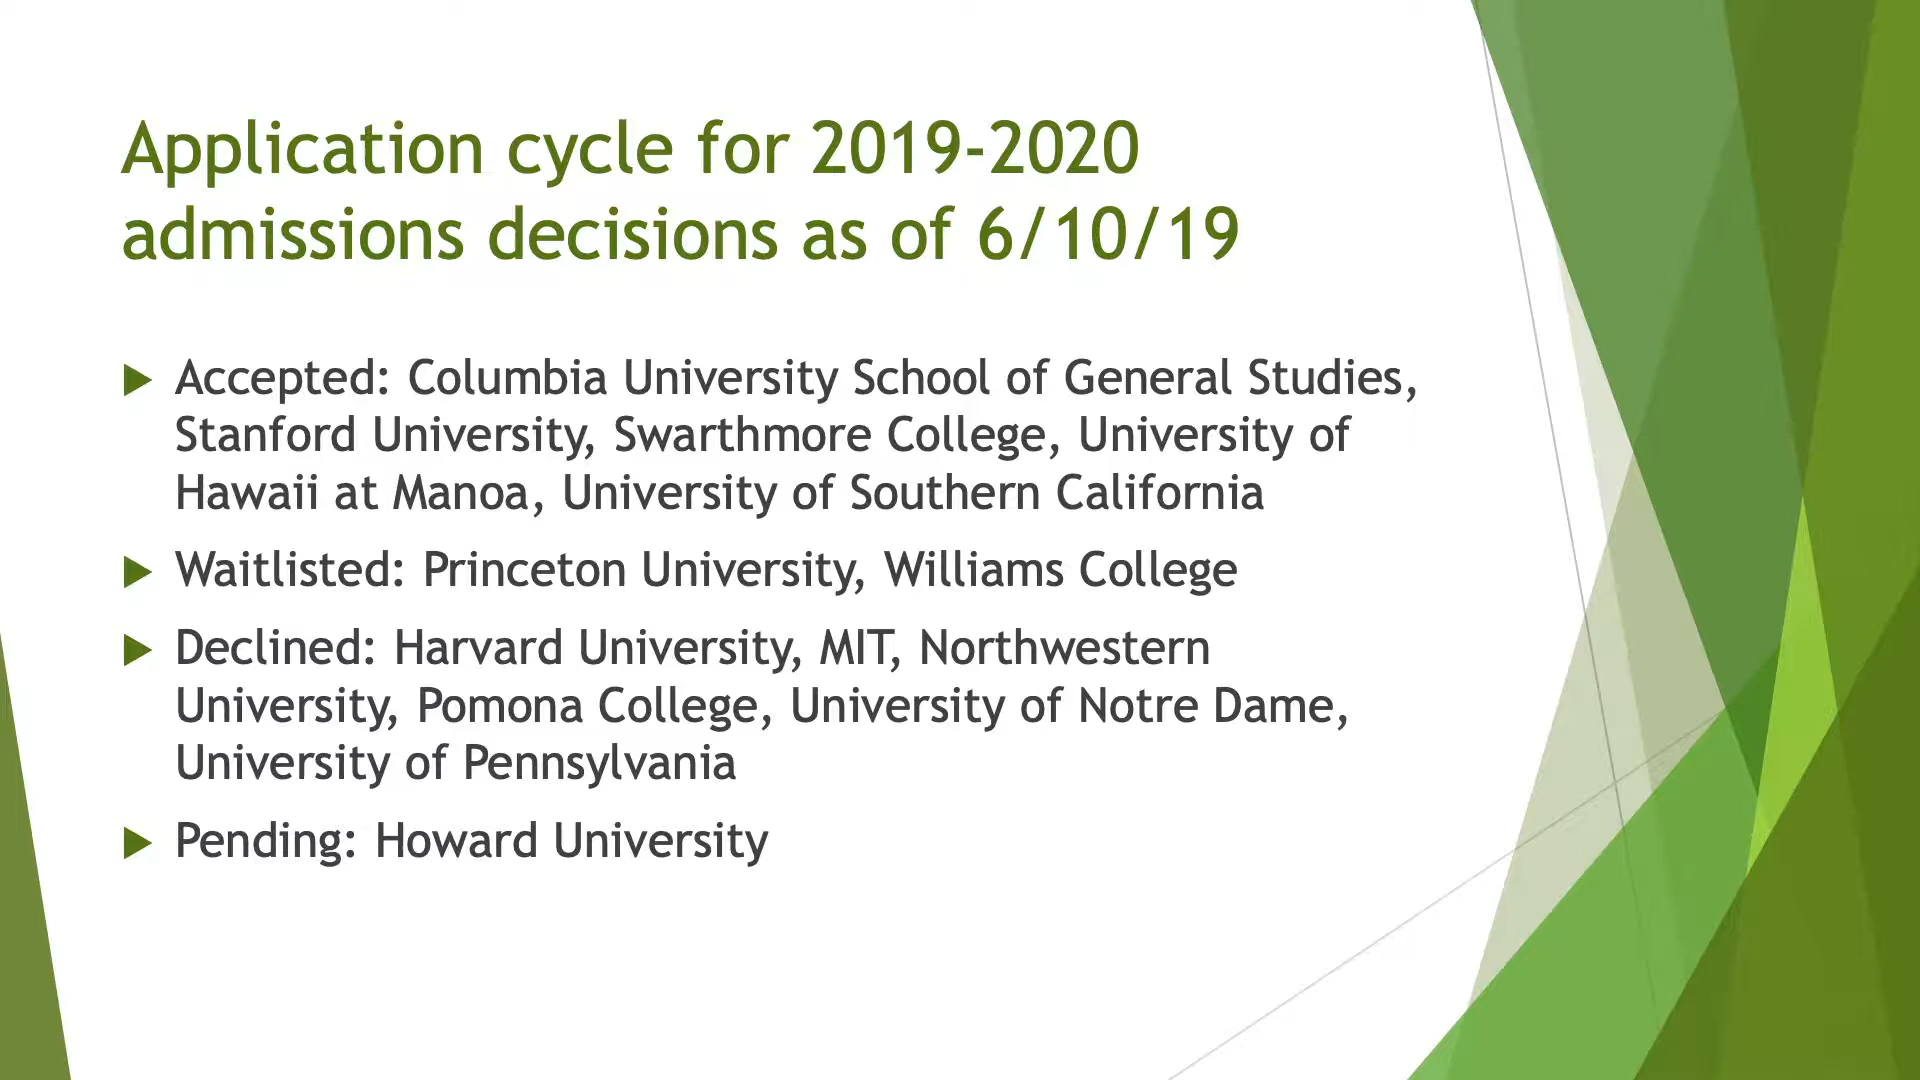 Application cycle for 2019-2020
admissions decisions as of 6/10/19
Accepted: Columbia University School of General Studies,
Stanford University, Swarthmore College, University of
Hawaii at Manoa, University of Southern California
Waitlisted: Princeton University, Williams College
Declined: Harvard University, MIT, Northwestern
University, Pomona College, University of Notre Dame,
University of Pennsylvania
Pending: Howard University